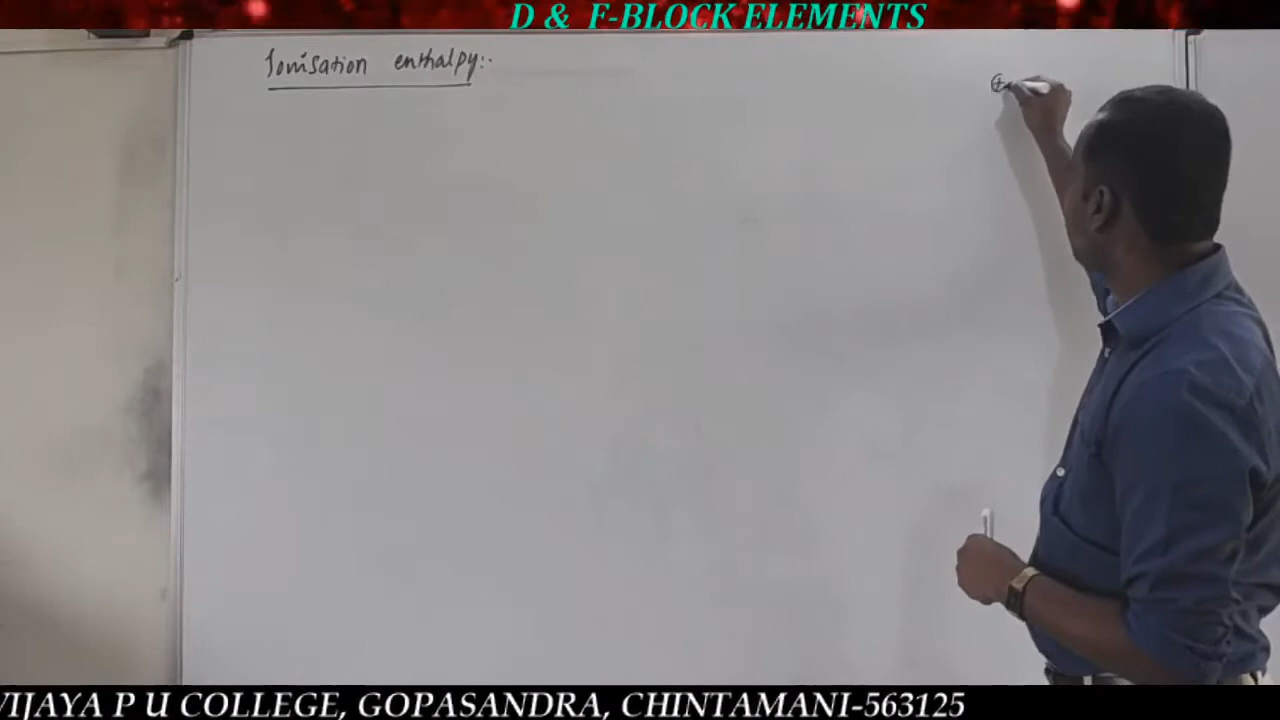 D & F-BLOCK ELEMENTS
Ionisation enthalpy:-
VIJAYA P U COLLEGE, GOPASANDRA, CHINTAMANI-563125